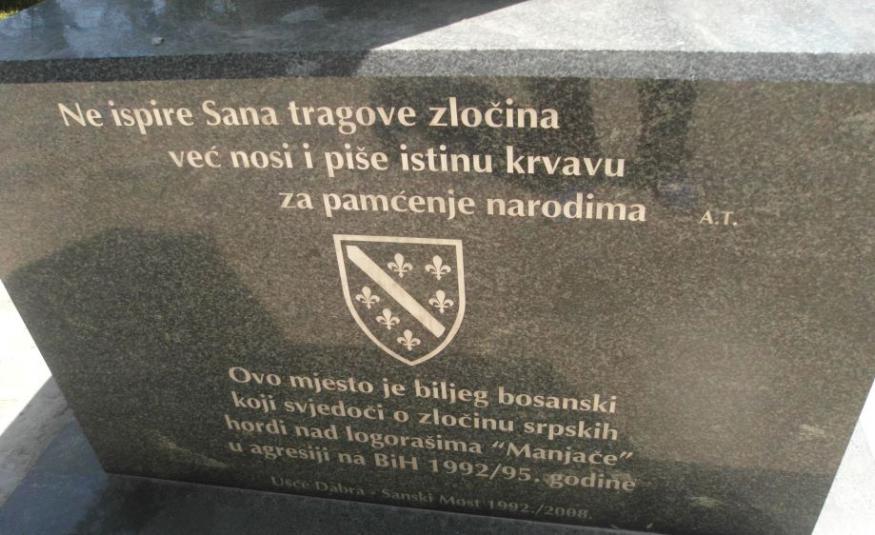 Ne ispire Sana tragove zločina
već nosi i piše istinu krvavu
za pamćenje narodima A.T.
Ovo mjesto je biljeg bosanski
koji svjedoči o zločinu srpskih
hordi nad logorašima "Manjače"
u agresiji na BiH 1992/95. godine
Ušće Dabra - Sanski Most 1992./2008.